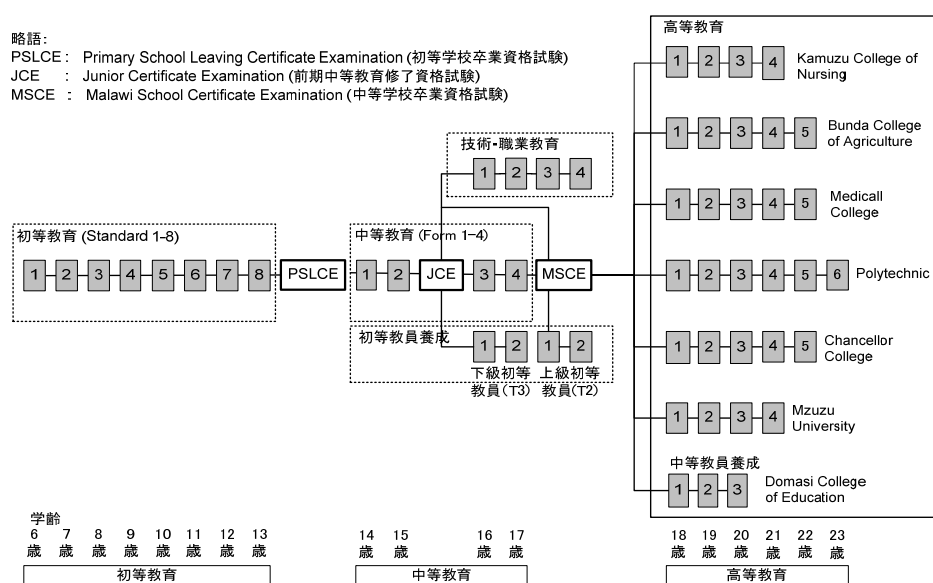 略語:
PSLCE : Primary School Leaving Certificate Examination (初等学校卒業資格試験)
JCE : Junior Certificate Examination (前期中等教育修了資格試験)
MSCE : Malawi School Certificate Examination (中等学校卒業資格試験)
高等教育
1 2 3 4 Kamuzu College of
Nursing
1 2 3 4 5 Bunda College
of Agriculture
技術-職業教育
1 2 3 4
1 2 3 4 5 Medicall
College
初等教育 (Standard 1-8)
1 2 3 4 5 6 7 8 PSLCE
中等教育 (Form 1-4)
1 2 JCE 3 4 MSCE
1 2 3 4 5 6 Polytechnic
初等教員養成
1 2 1 2
下級初等
教員(T3)
上級初等
教員(T2)
1 2 3 4 5 Chancellor
College
1 2 3 4 Mzuzu
University
中等教員養成
1 2 3 Domasi College
of Education
学齢
6 7 8 9 10 11 12 13 14 15 16 17 18 19 20 21 22 23
歳 歳 歳 歳 歳 歳 歳 歳 歳 歳 歳 歳 歳 歳 歳 歳 歳 歳
初等教育 中等教育 高等教育